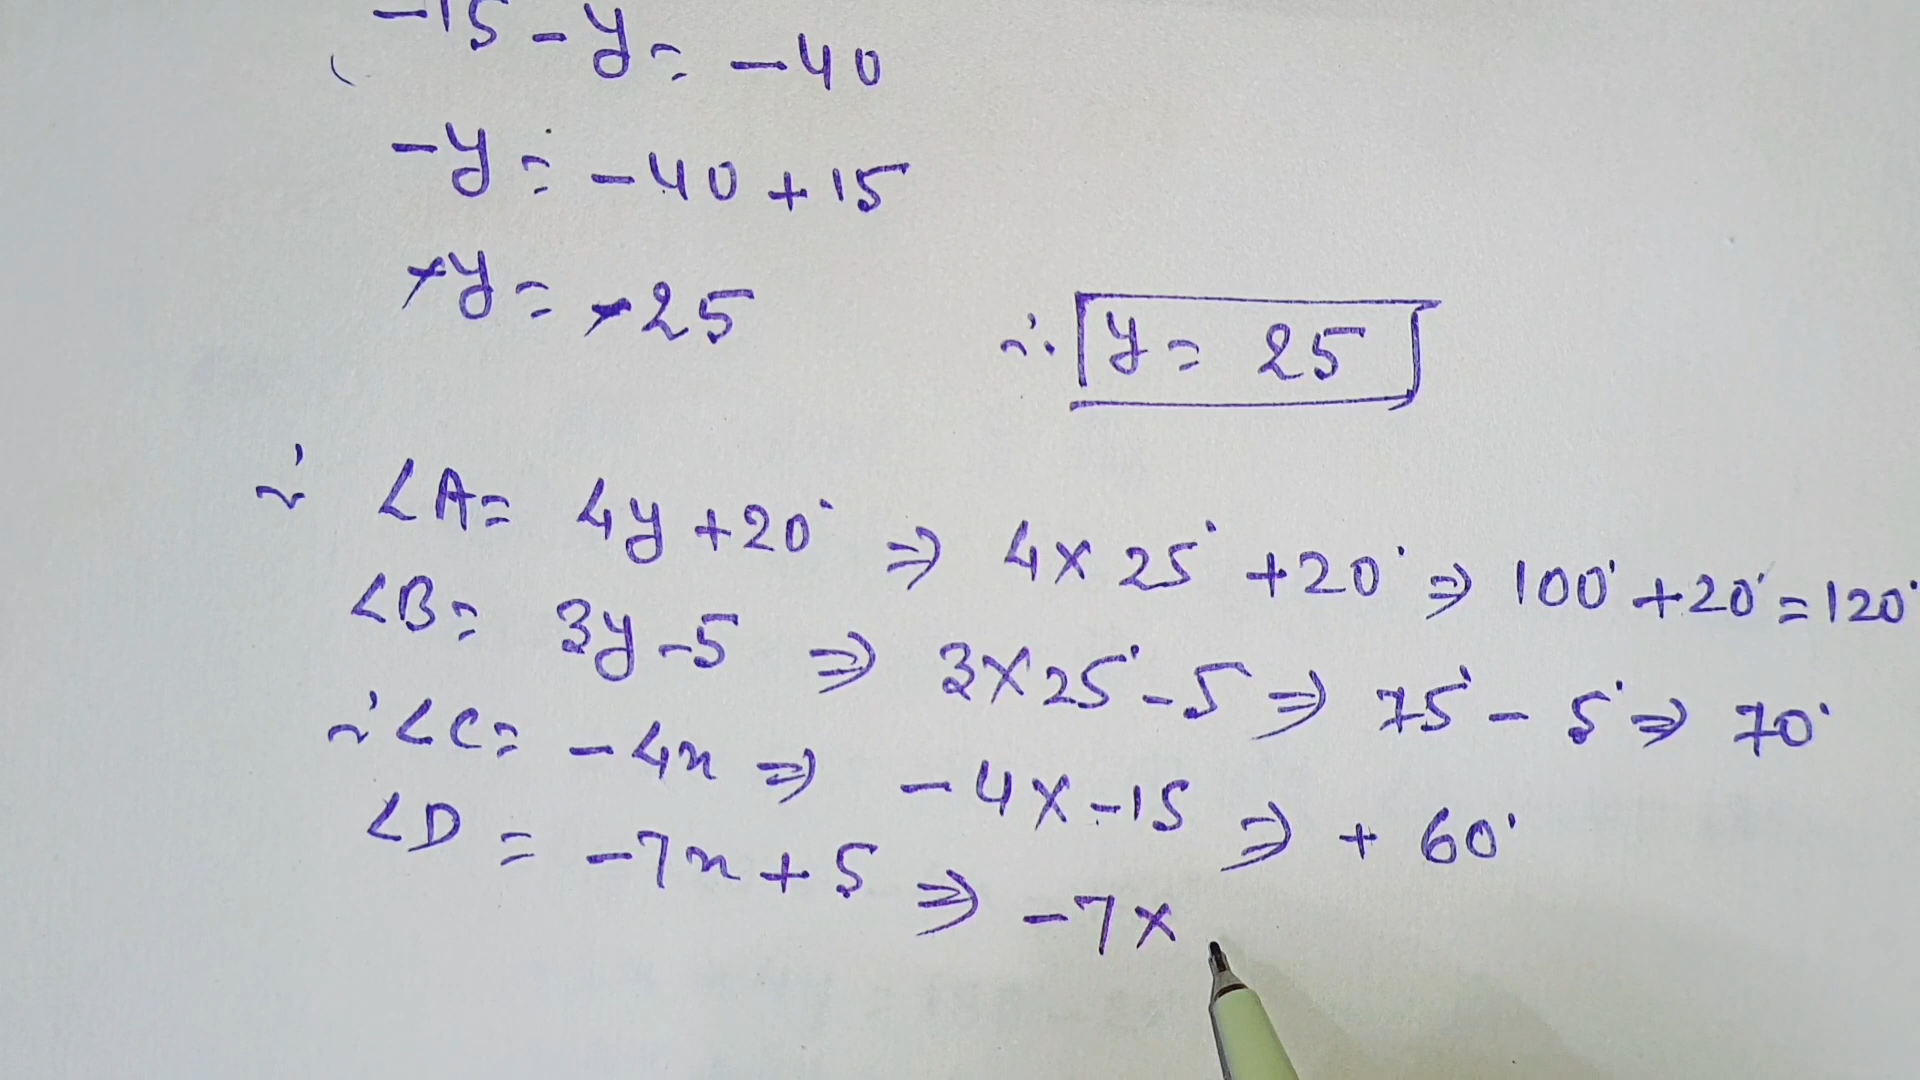 -15 - y = -40
-y = -40 + 15
-y = -25
∴ y = 25
∴ ∠A = 4y + 20° ⇒ 4 × 25° + 20° ⇒ 100° + 20° = 120°
∠B = 3y - 5 ⇒ 3 × 25° - 5 ⇒ 75° - 5° ⇒ 70°
∴ ∠C = -4x ⇒ -4 × -15 ⇒ + 60°
∠D = -7x + 5 ⇒ -7 ×